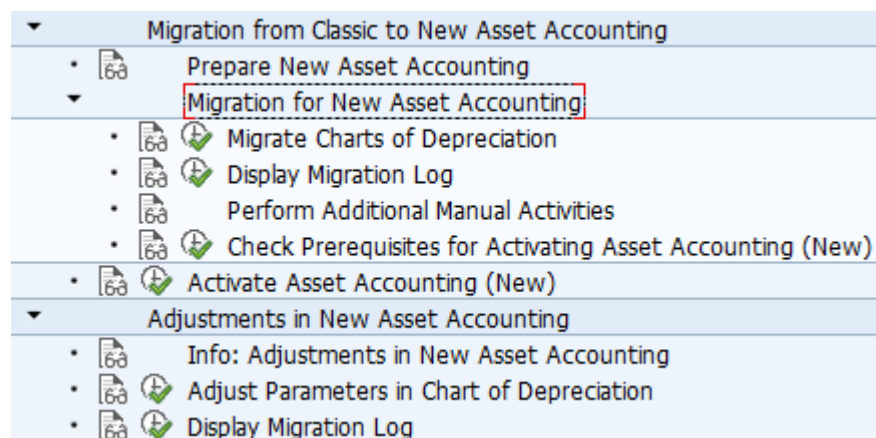 Migration from Classic to New Asset Accounting
Prepare New Asset Accounting
Migration for New Asset Accounting
Migrate Charts of Depreciation
Display Migration Log
Perform Additional Manual Activities
Check Prerequisites for Activating Asset Accounting (New)
Activate Asset Accounting (New)
Adjustments in New Asset Accounting
Info: Adjustments in New Asset Accounting
Adjust Parameters in Chart of Depreciation
Display Migration Log